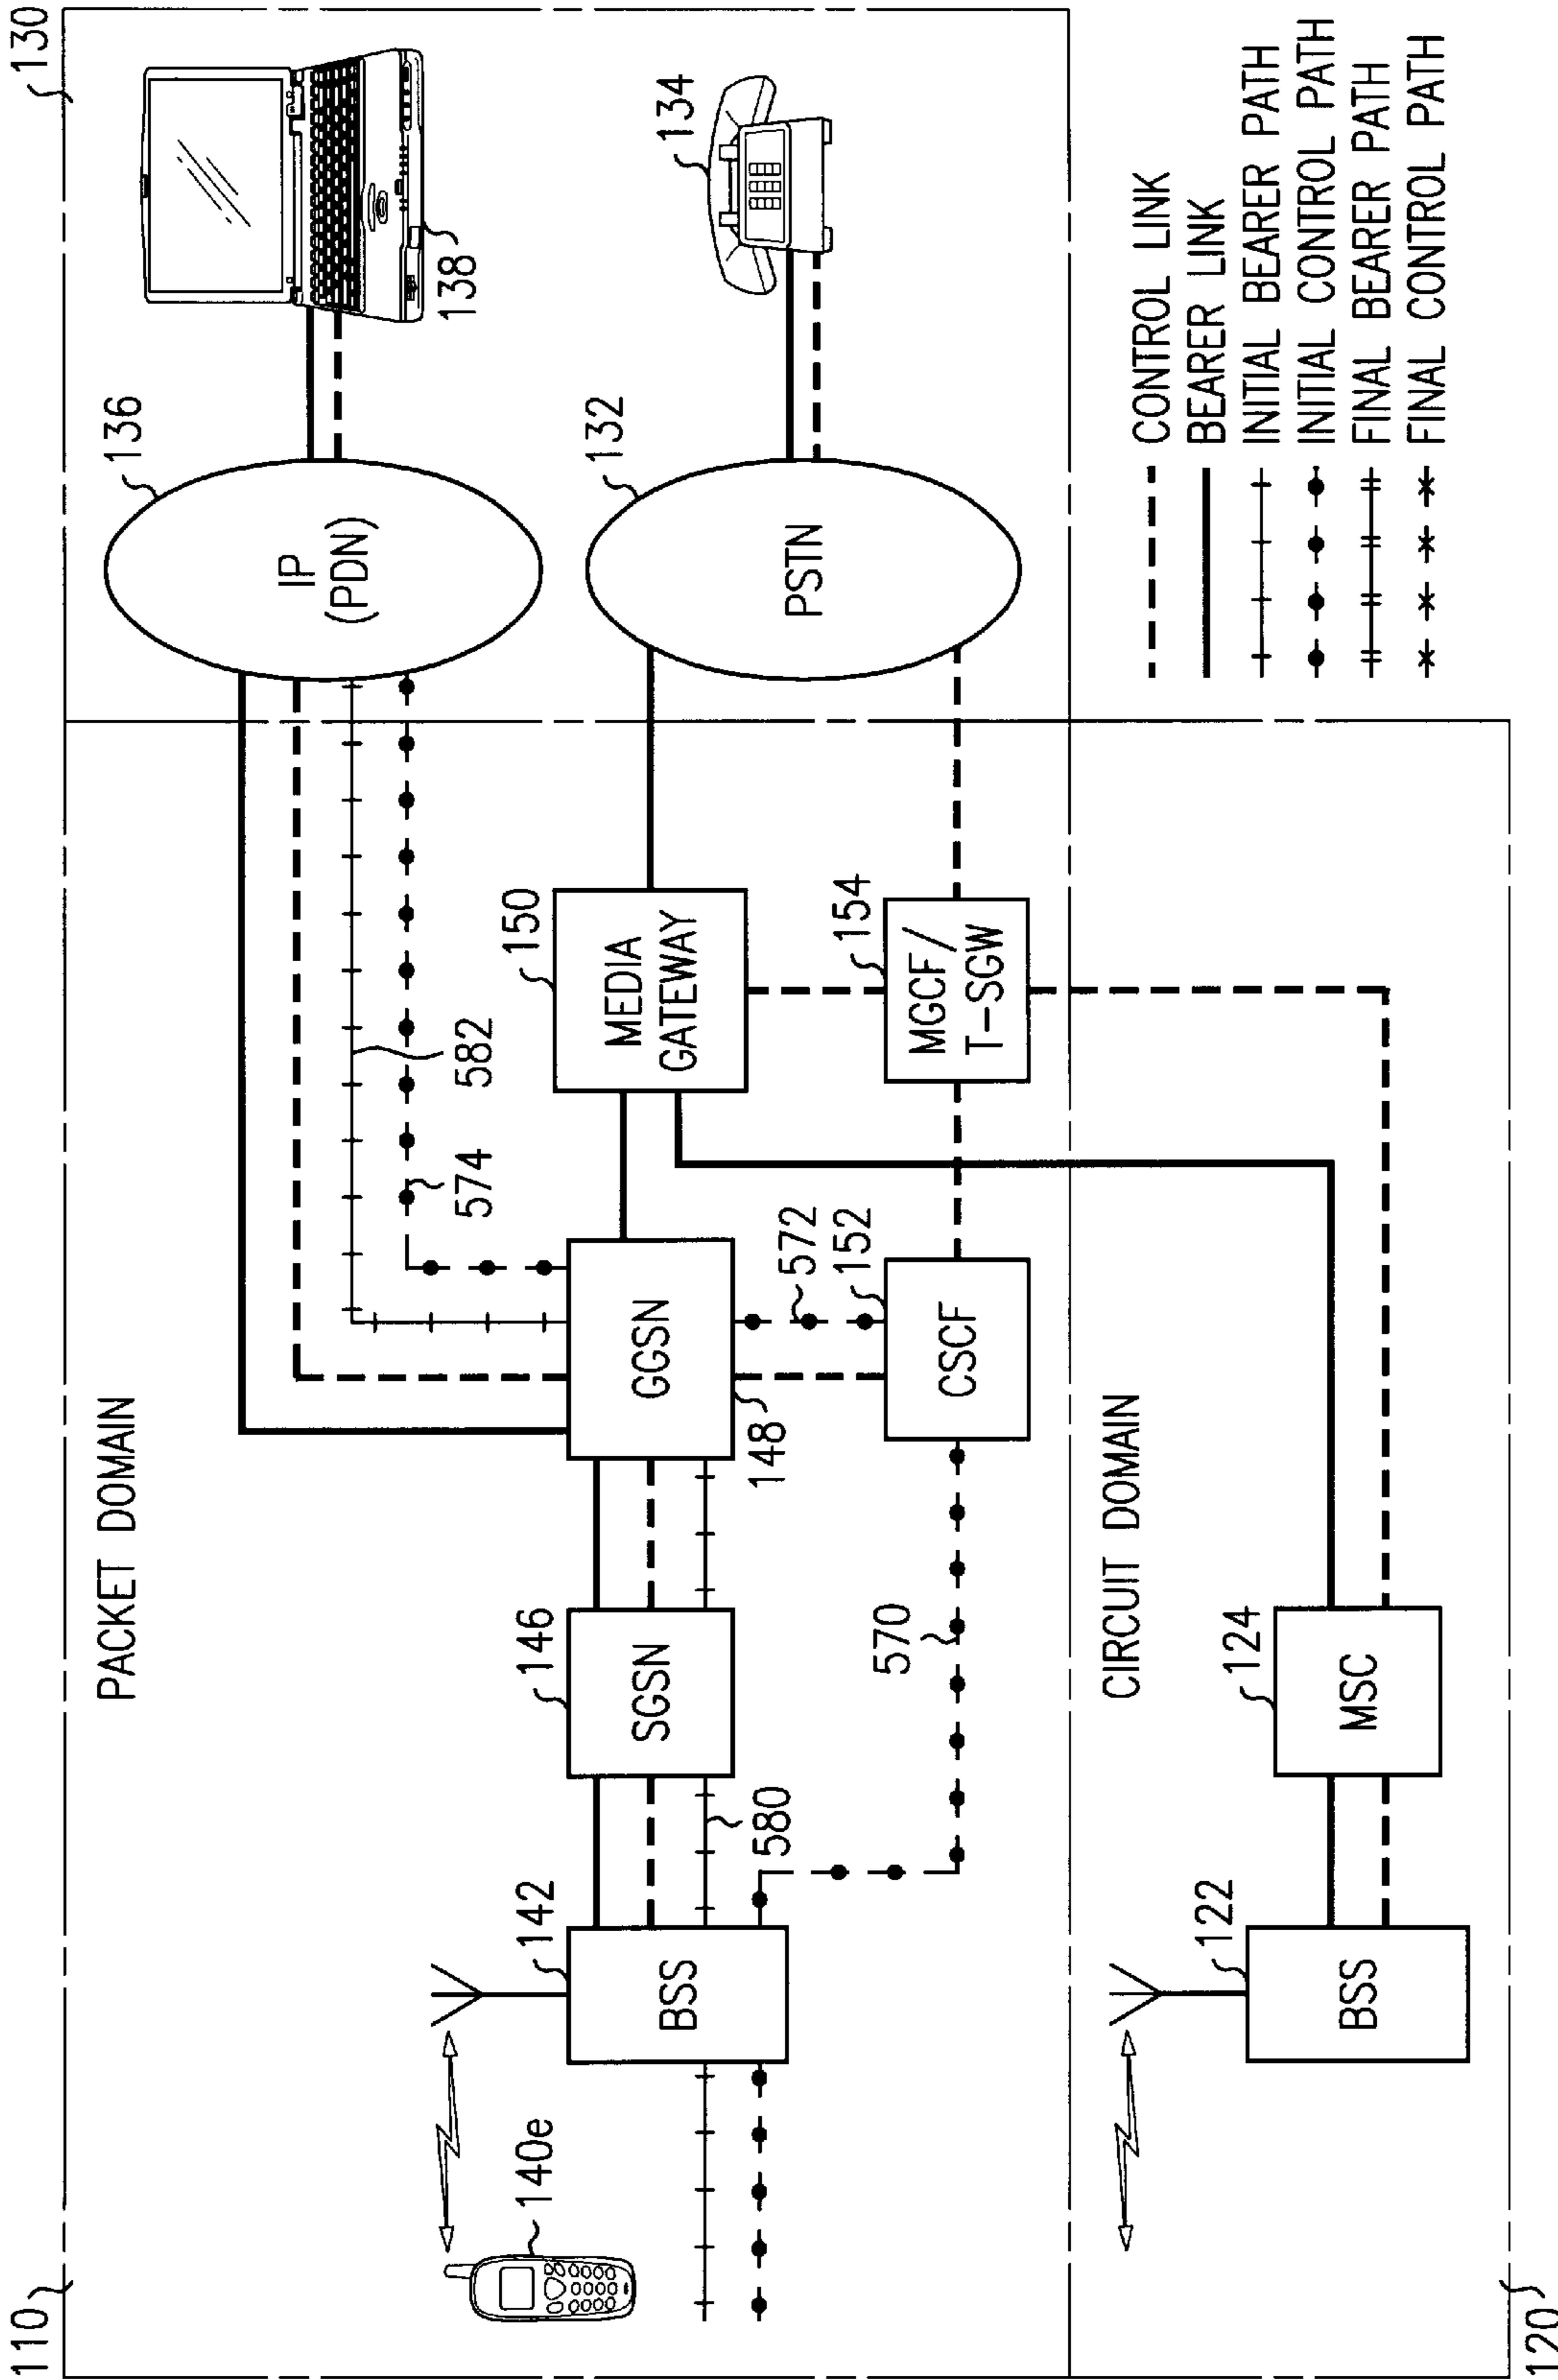 110
130
PACKET DOMAIN
136
IP
(PDN)
138
582
574
140e
142
BSS
146
SGSN
580
GGSN
148
150
MEDIA
GATEWAY
132
PSTN
134
572
152
CSCF
154
MGCF/
T-SGW
570
CIRCUIT DOMAIN
122
BSS
124
MSC
120
CONTROL LINK
BEARER LINK
INITIAL BEARER PATH
INITIAL CONTROL PATH
FINAL BEARER PATH
FINAL CONTROL PATH